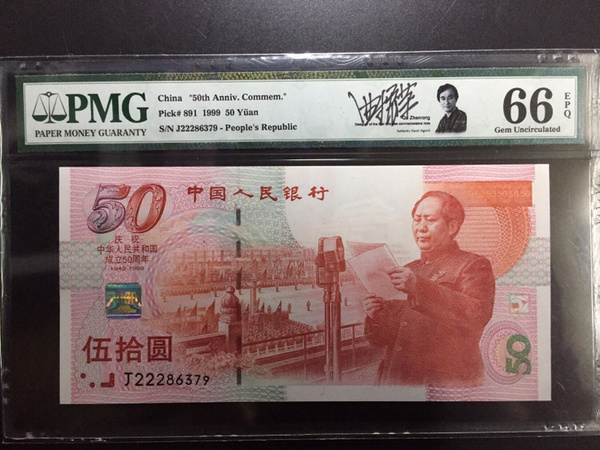 PMG
PAPER MONEY GUARANTY
China "50th Anniv. Commem."
Pick# 891 1999 50 Yüan
S/N J22286379 - People's Republic
Zhenrong
66
EPQ
Gem Uncirculated
50
中国人民银行
庆祝
中华人民共和国
成立50周年
1949-1999
伍拾圆
J22286379
50